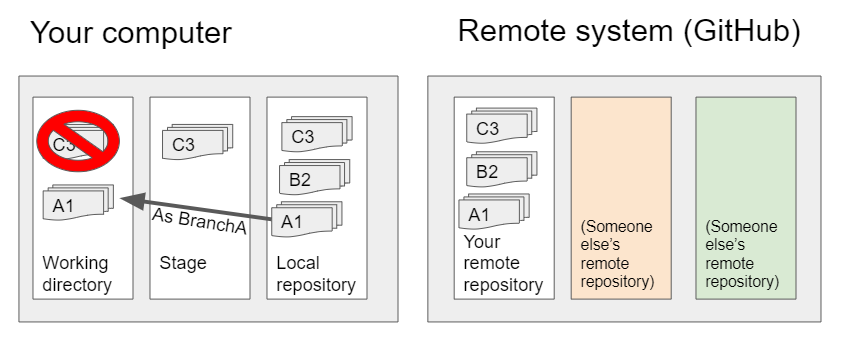 Your computer
Remote system (GitHub)
C3
A1
Working
directory
C3
Stage
As BranchA
C3
B2
A1
Local
repository
C3
B2
A1
Your
remote
repository
(Someone
else's
remote
repository)
(Someone
else's
remote
repository)